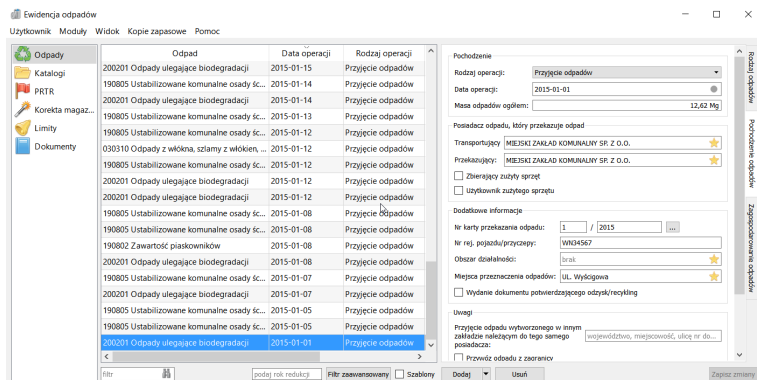 Ewidencja odpadów
Użytkownik Moduły Widok Kopie zapasowe Pomoc
Odpady
Katalogi
PRTR
Korekta magaz...
Limity
Dokumenty
Odpad Data operacji Rodzaj operacji
200201 Odpady ulegające biodegradacji 2015-01-15 Przyjęcie odpadów
190805 Ustabilizowane komunalne osady śc... 2015-01-14 Przyjęcie odpadów
200201 Odpady ulegające biodegradacji 2015-01-14 Przyjęcie odpadów
190805 Ustabilizowane komunalne osady śc... 2015-01-13 Przyjęcie odpadów
190805 Ustabilizowane komunalne osady śc... 2015-01-12 Przyjęcie odpadów
030310 Odpady z włókna, szlamy z włókien, ... 2015-01-12 Przyjęcie odpadów
190805 Ustabilizowane komunalne osady śc... 2015-01-12 Przyjęcie odpadów
200201 Odpady ulegające biodegradacji 2015-01-12 Przyjęcie odpadów
200201 Odpady ulegające biodegradacji 2015-01-12 Przyjęcie odpadów
190805 Ustabilizowane komunalne osady śc... 2015-01-08 Przyjęcie odpadów
190805 Ustabilizowane komunalne osady śc... 2015-01-08 Przyjęcie odpadów
190802 Zawartość piaskowników 2015-01-08 Przyjęcie odpadów
200201 Odpady ulegające biodegradacji 2015-01-08 Przyjęcie odpadów
190805 Ustabilizowane komunalne osady śc... 2015-01-07 Przyjęcie odpadów
200201 Odpady ulegające biodegradacji 2015-01-07 Przyjęcie odpadów
190805 Ustabilizowane komunalne osady śc... 2015-01-05 Przyjęcie odpadów
190805 Ustabilizowane komunalne osady śc... 2015-01-05 Przyjęcie odpadów
200201 Odpady ulegające biodegradacji 2015-01-01 Przyjęcie odpadów
filtr podaj rok redukcji Filtr zaawansowany Szablony Dodaj Usuń Zapisz zmiany
Pochodzenie
Rodzaj operacji: Przyjęcie odpadów
Data operacji: 2015-01-01
Masa odpadów ogółem: 12,62 Mg
Posiadacz odpadu, który przekazuje odpad
Transportujący MIEJSKI ZAKŁAD KOMUNALNY SP. Z O.O.
Przekazujący: MIEJSKI ZAKŁAD KOMUNALNY SP. Z O.O.
Zbierający zużyty sprzęt
Użytkownik zużytego sprzętu
Dodatkowe informacje
Nr karty przekazania odpadu: 1 / 2015 ...
Nr rej. pojazdu/przyczepy: WN34567
Obszar działalności: brak
Miejsca przeznaczenia odpadów: UL. Wyścigowa
Wydanie dokumentu potwierdzającego odzysk/recykling
Uwagi
Przyjęcie odpadu wytworzonego w innym
zakładzie należącym do tego samego
posiadacza: województwo, miejscowość, ulicę nr do...
Przywóz odpadu z zagranicy
Rodzaj odpadów
Pochodzenie odpadów
Zagospodarowanie odpadów